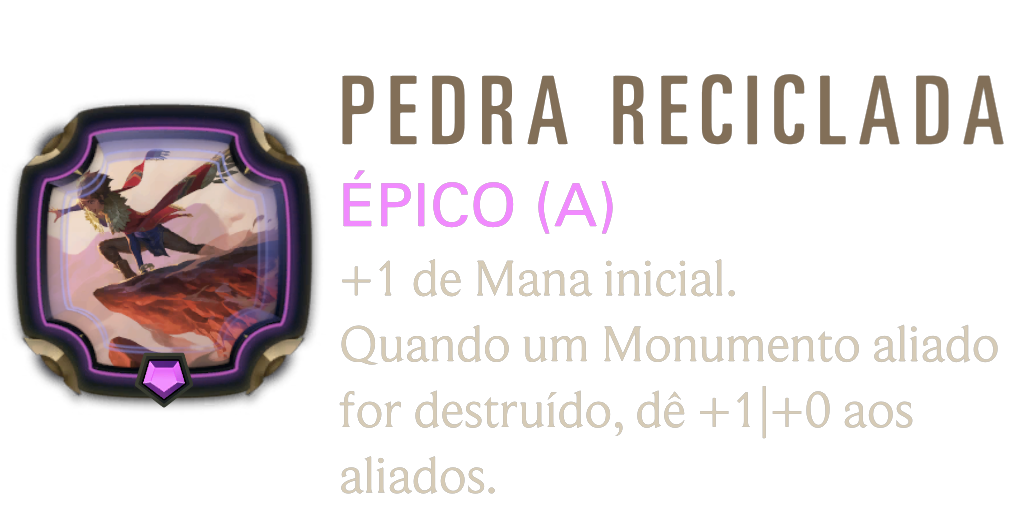 PEDRA RECICLADA
ÉPICO (A)
+1 de Mana inicial.
Quando um Monumento aliado
for destruído, dê +1|+0 aos
aliados.